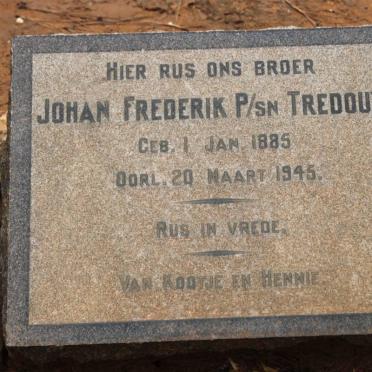 Hier rus ons broer
Johan Frederik P/sn Tredou
Geb. 1 Jan. 1885
Oorl. 20 Maart 1945.
Rus in vrede.
Van Kootje en Hennie.